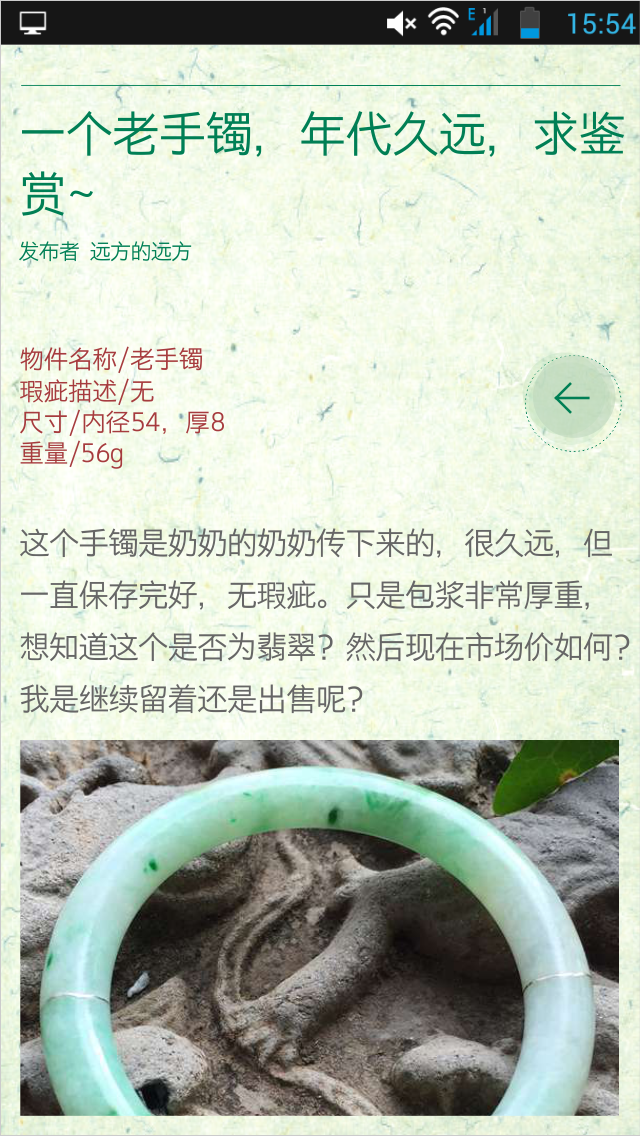 E 1 15:54
一个老手镯，年代久远，求鉴
赏~
发布者 远方的远方
物件名称/老手镯
瑕疵描述/无
尺寸/内径54，厚8
重量/56g
这个手镯是奶奶的奶奶传下来的，很久远，但
一直保存完好，无瑕疵。只是包浆非常厚重，
想知道这个是否为翡翠？然后现在市场价如何？
我是继续留着还是出售呢？